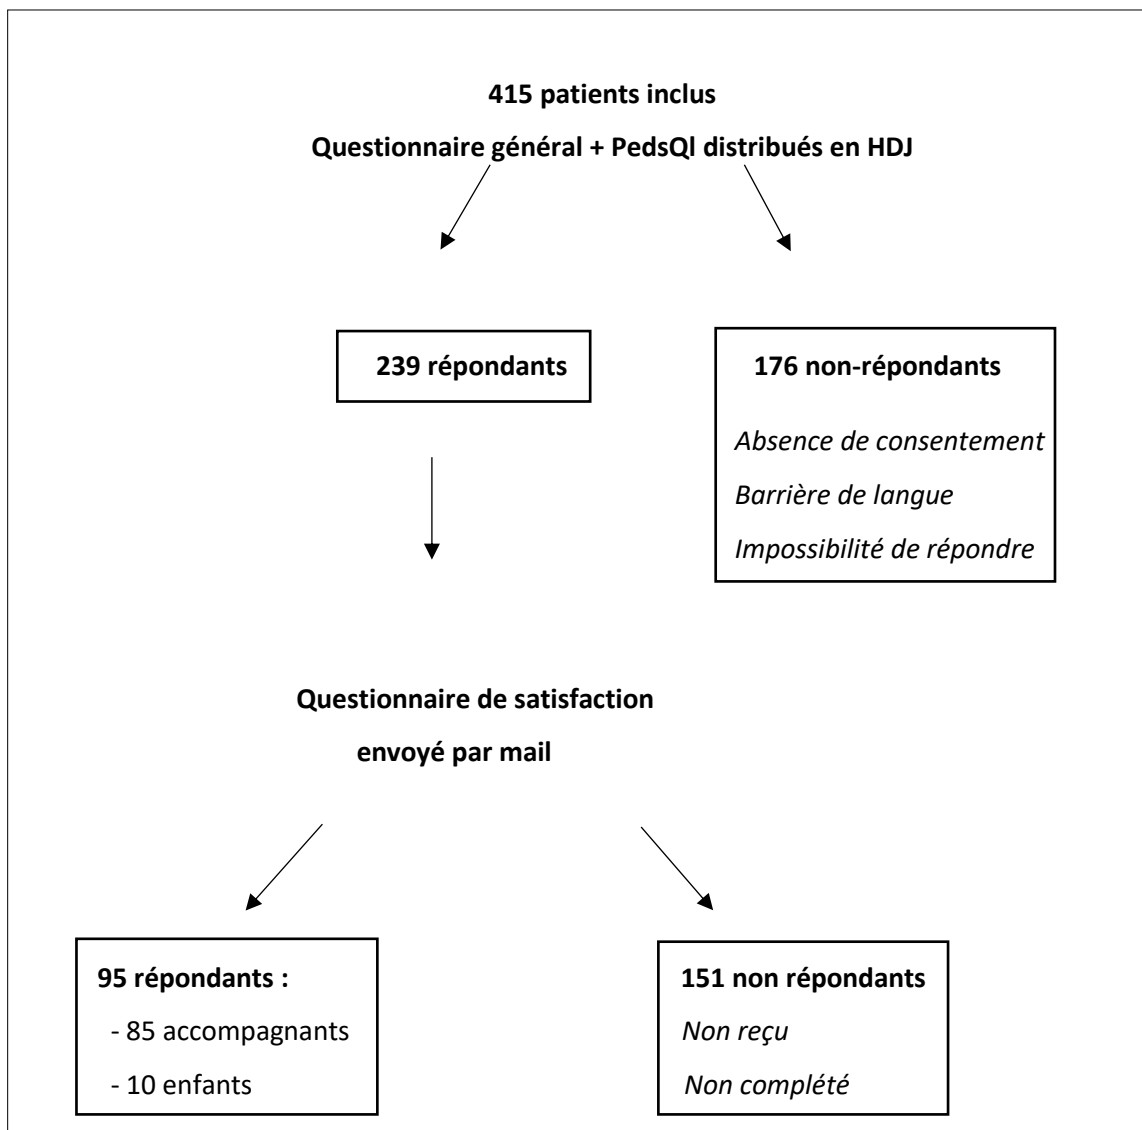 415 patients inclus
Questionnaire général + PedsQl distribués en HDJ
239 répondants
176 non-répondants
Absence de consentement
Barrière de langue
Impossibilité de répondre
Questionnaire de satisfaction
envoyé par mail
95 répondants :
- 85 accompagnants
- 10 enfants
151 non répondants
Non reçu
Non complété